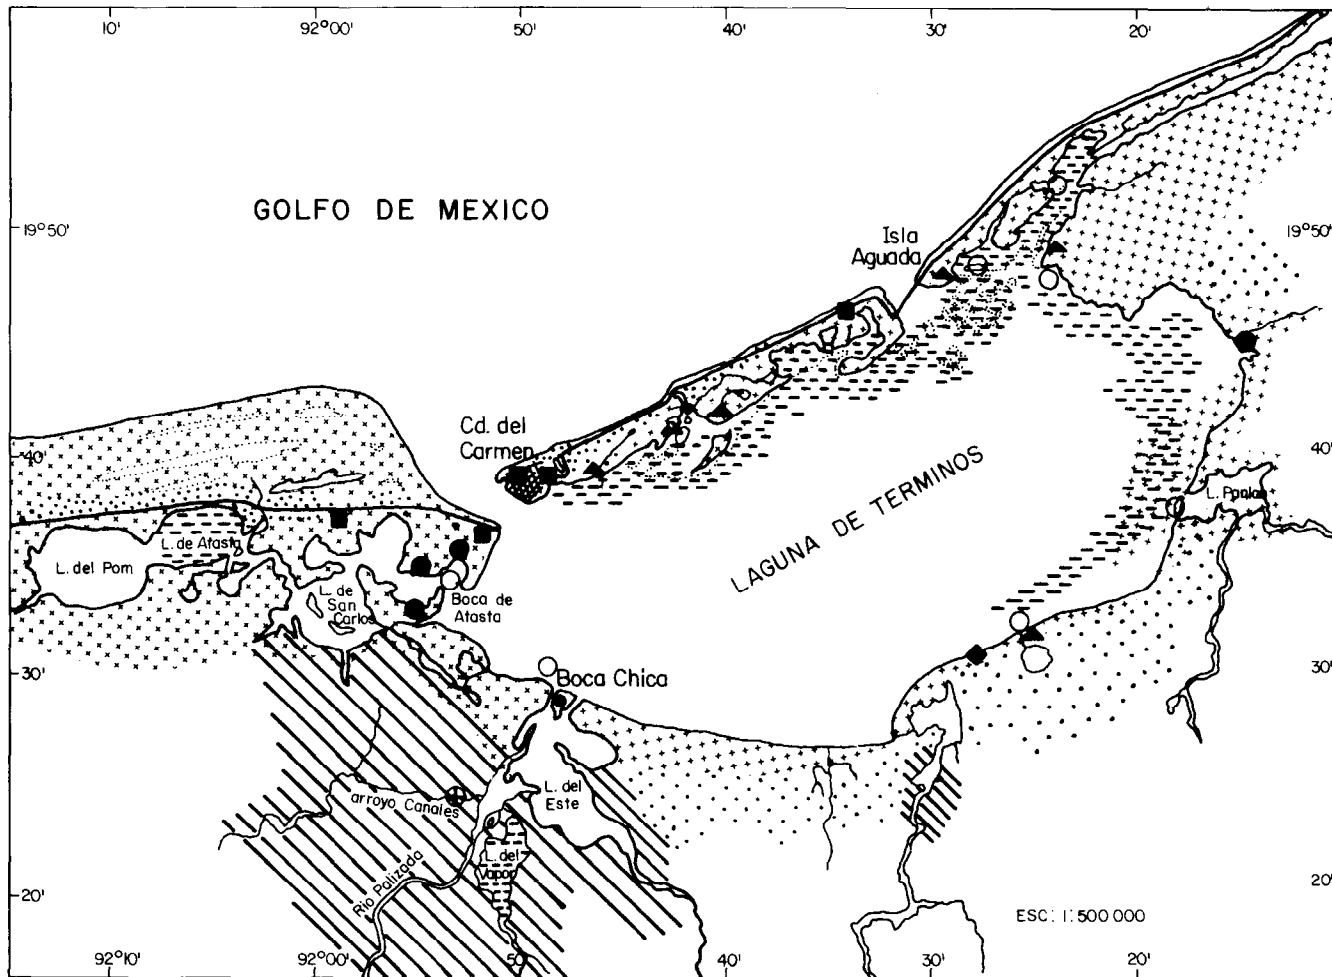 10' 92°00' 50' 40' 30' 20'
GOLFO DE MEXICO
19°50'
19°50'
Isla
Aguada
Cd. del
Carmen
40'
40'
LAGUNA DE TERMINOS
L. Panlao
L. de Atasta
L. del Pom
L. de
San
Carlos
Boca de
Atasta
30'
30'
Boca Chica
L. del
Este
arroyo Canales
L. del
Vapor
Rio Palizada
20'
20'
ESC: 1:500 000
92°10' 92°00' 50' 40' 30' 20'